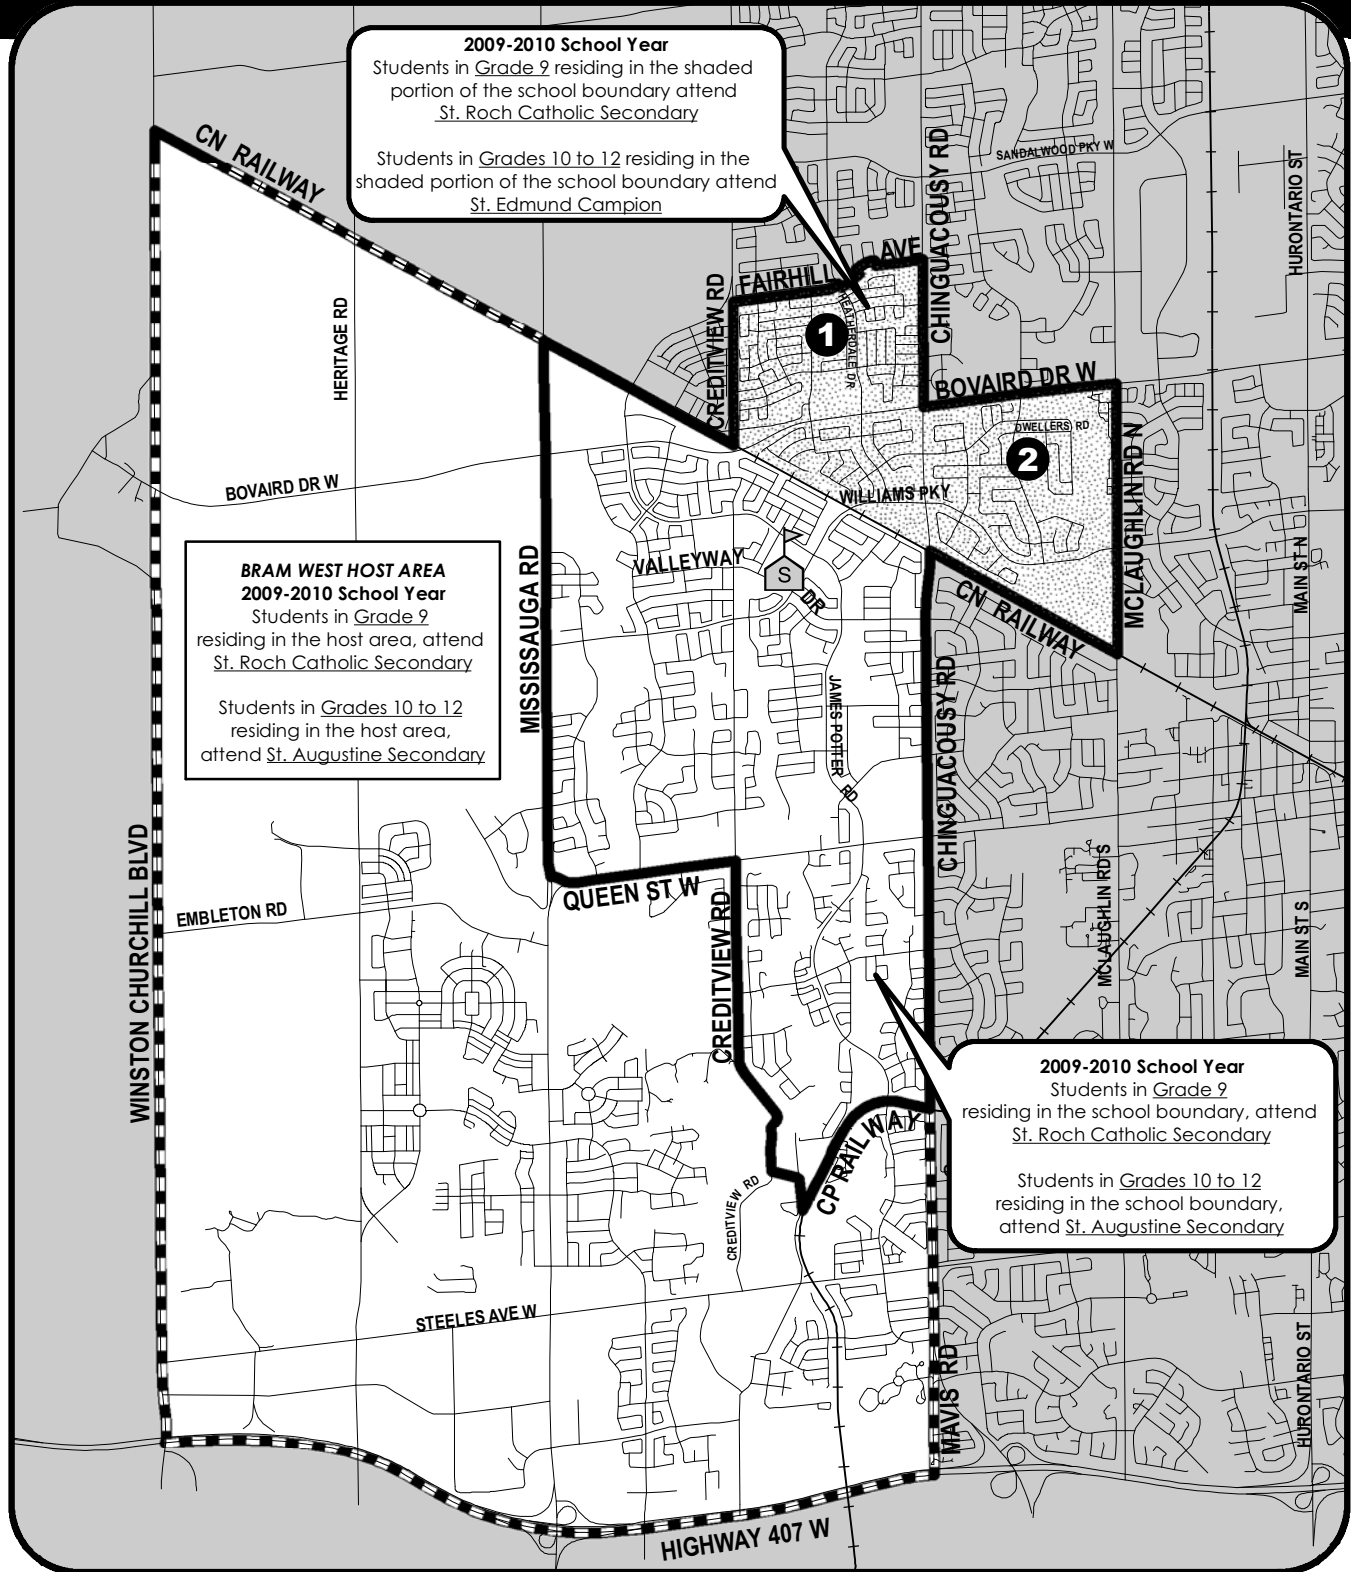 2009-2010 School Year
Students in Grade 9 residing in the shaded
portion of the school boundary attend
St. Roch Catholic Secondary
Students in Grades 10 to 12 residing in the
shaded portion of the school boundary attend
St. Edmund Campion
CN RAILWAY
SANDALWOOD PKY W
CHINGUACOUSY RD
HURONTARIO ST
FAIRHILL AVE
CREDITVIEW RD
HEATHERDALE DR
1
HERITAGE RD
BOVAIRD DR W
DWELLERS RD
2
MCLAUGHLIN RD N
WILLIAMS PKY
BOVAIRD DR W
MISSISSAUGA RD
VALLEYWAY DR
S
MAIN ST N
CN RAILWAY
BRAM WEST HOST AREA
2009-2010 School Year
Students in Grade 9
residing in the host area, attend
St. Roch Catholic Secondary
Students in Grades 10 to 12
residing in the host area,
attend St. Augustine Secondary
JAMES POTTER RD
CHINGUACOUSY RD
WINSTON CHURCHILL BLVD
EMBLETON RD
QUEEN ST W
CREDITVIEW RD
MCLAUGHLIN RD S
MAIN ST S
2009-2010 School Year
Students in Grade 9
residing in the school boundary, attend
St. Roch Catholic Secondary
Students in Grades 10 to 12
residing in the school boundary,
attend St. Augustine Secondary
CP RAILWAY
CREDITVIEW RD
STEELES AVE W
MAVIS RD
HURONTARIO ST
HIGHWAY 407 W